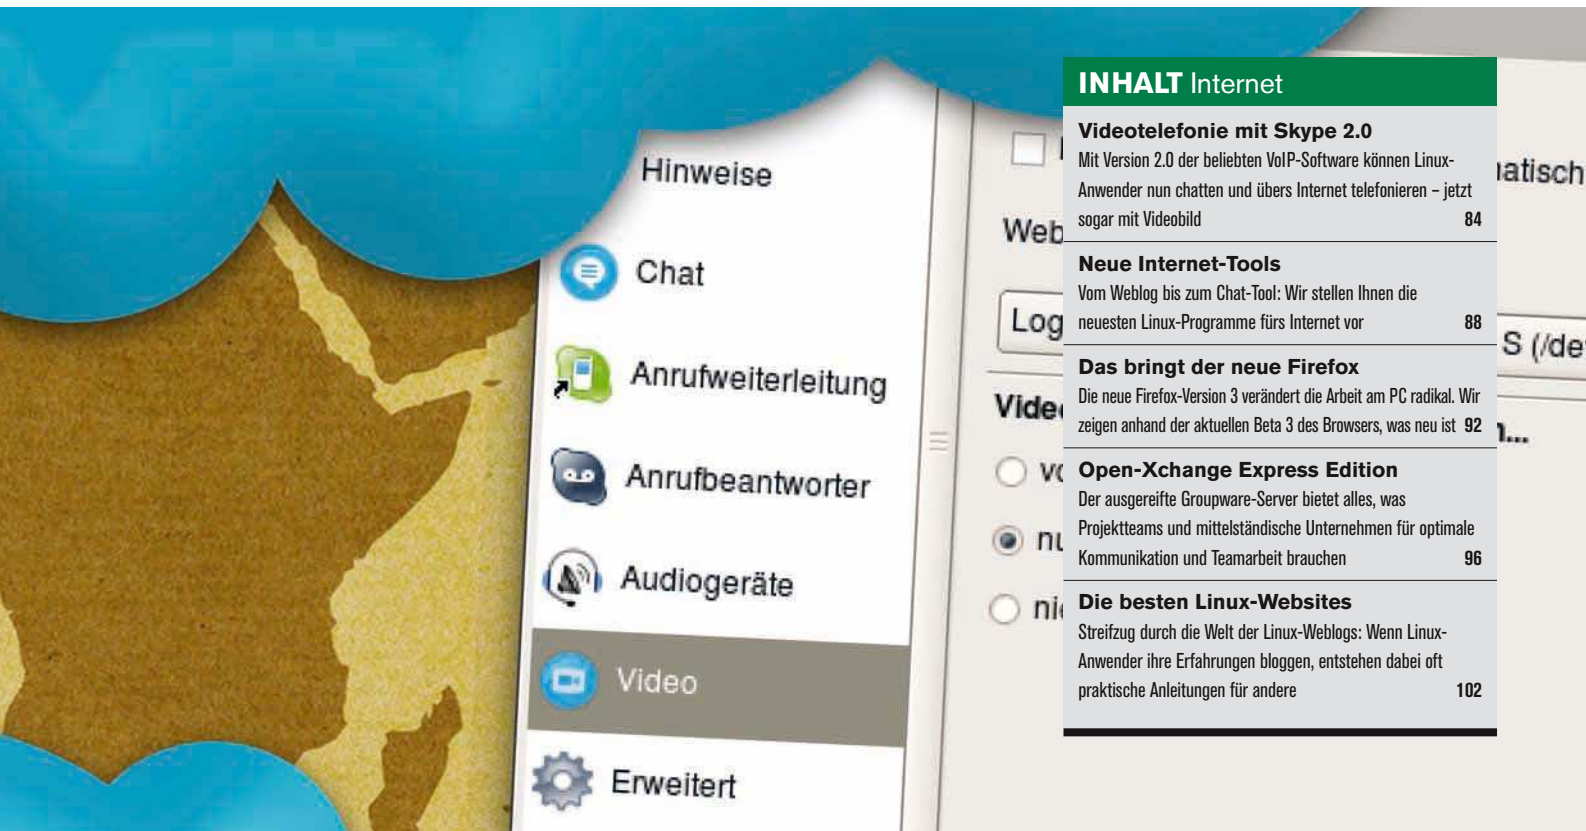 Hinweise
Chat
Anrufweiterleitung
Anrufbeantworter
Audiogeräte
Video
Erweitert
Log
S (/de
INHALT Internet
Videotelefonie mit Skype 2.0
Mit Version 2.0 der beliebten VoIP-Software können Linux-
Anwender nun chatten und übers Internet telefonieren – jetzt
sogar mit Videobild 84
Neue Internet-Tools
Vom Weblog bis zum Chat-Tool: Wir stellen Ihnen die
neuesten Linux-Programme fürs Internet vor 88
Das bringt der neue Firefox
Die neue Firefox-Version 3 verändert die Arbeit am PC radikal. Wir
zeigen anhand der aktuellen Beta 3 des Browsers, was neu ist 92
Open-Xchange Express Edition
Der ausgereifte Groupware-Server bietet alles, was
Projektteams und mittelständische Unternehmen für optimale
Kommunikation und Teamarbeit brauchen 96
Die besten Linux-Websites
Streifzug durch die Welt der Linux-Weblogs: Wenn Linux-
Anwender ihre Erfahrungen bloggen, entstehen dabei oft
praktische Anleitungen für andere 102